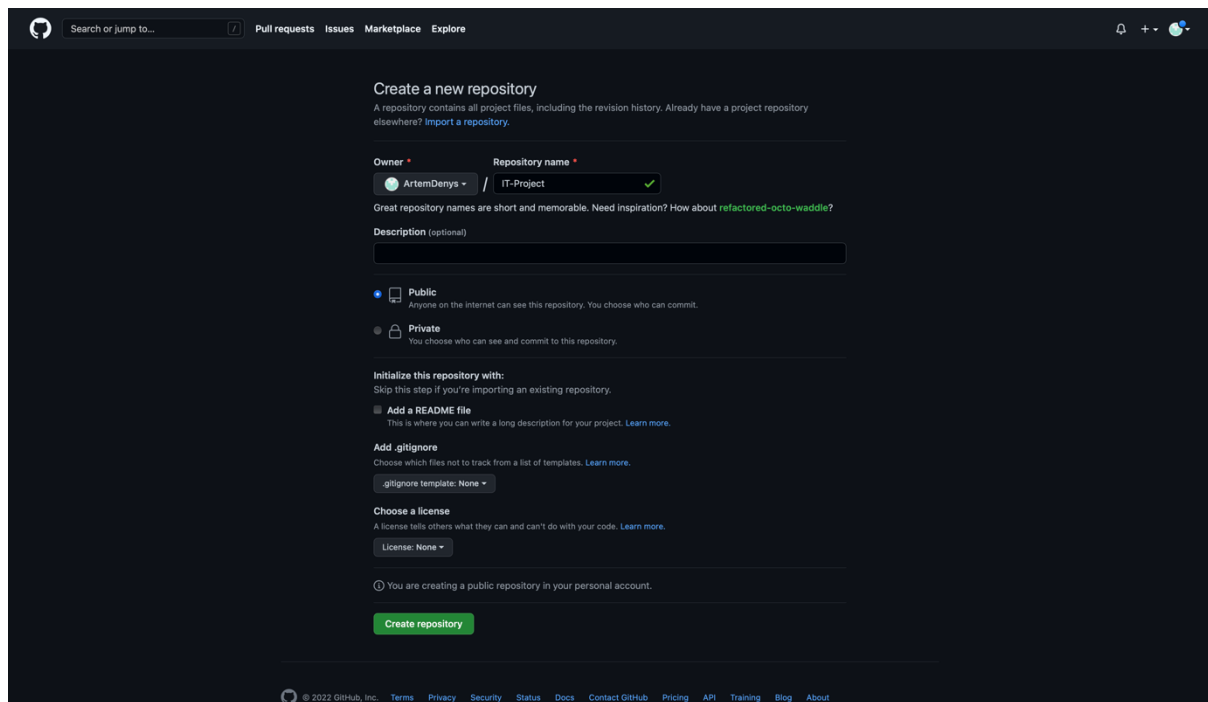 Search or jump to... /
Pull requests Issues Marketplace Explore
Create a new repository
A repository contains all project files, including the revision history. Already have a project repository
elsewhere? Import a repository.
Owner * Repository name *
ArtemDenys / IT-Project
Great repository names are short and memorable. Need inspiration? How about refactored-octo-waddle?
Description (optional)
Public
Anyone on the internet can see this repository. You choose who can commit.
Private
You choose who can see and commit to this repository.
Initialize this repository with:
Skip this step if you're importing an existing repository.
Add a README file
This is where you can write a long description for your project. Learn more.
Add .gitignore
Choose which files not to track from a list of templates. Learn more.
.gitignore template: None
Choose a license
A license tells others what they can and can't do with your code. Learn more.
License: None
You are creating a public repository in your personal account.
Create repository
© 2022 GitHub, Inc. Terms Privacy Security Status Docs Contact GitHub Pricing API Training Blog About